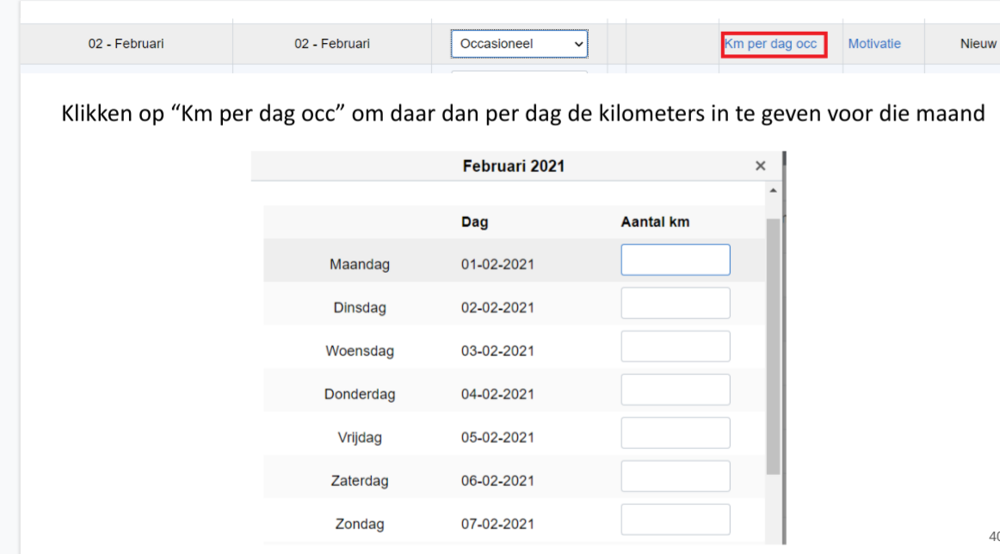 02 - Februari 02 - Februari Occasioneel Km per dag occ Motivatie Nieuw
Klikken op “Km per dag occ” om daar dan per dag de kilometers in te geven voor die maand
Februari 2021 ×
Dag Aantal km
Maandag 01-02-2021
Dinsdag 02-02-2021
Woensdag 03-02-2021
Donderdag 04-02-2021
Vrijdag 05-02-2021
Zaterdag 06-02-2021
Zondag 07-02-2021